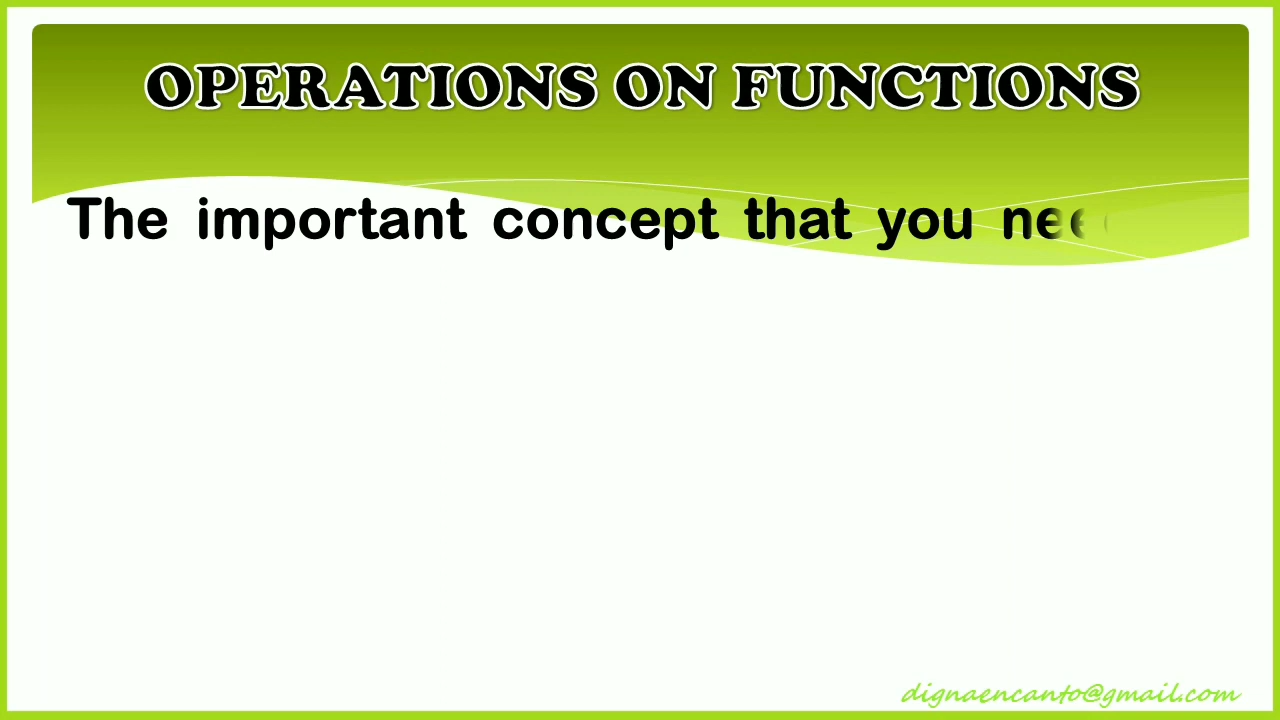 OPERATIONS ON FUNCTIONS
The important concept that you
dignaencanto@gmail.com